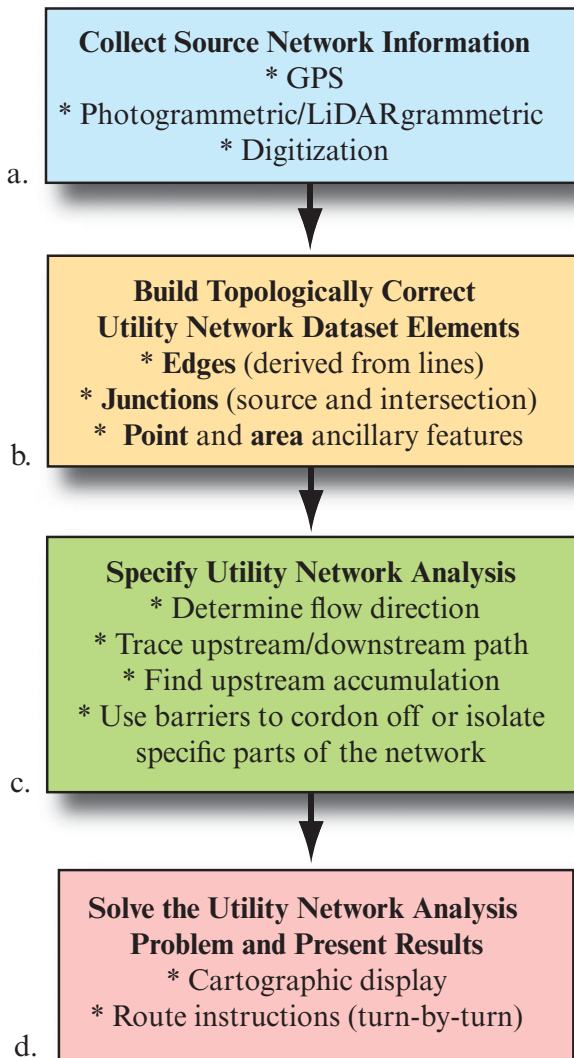 Collect Source Network Information
* GPS
* Photogrammetric/LiDARgrammetric
* Digitization
a.
Build Topologically Correct
Utility Network Dataset Elements
* Edges (derived from lines)
* Junctions (source and intersection)
* Point and area ancillary features
b.
Specify Utility Network Analysis
* Determine flow direction
* Trace upstream/downstream path
* Find upstream accumulation
* Use barriers to cordon off or isolate
specific parts of the network
c.
Solve the Utility Network Analysis
Problem and Present Results
* Cartographic display
* Route instructions (turn-by-turn)
d.